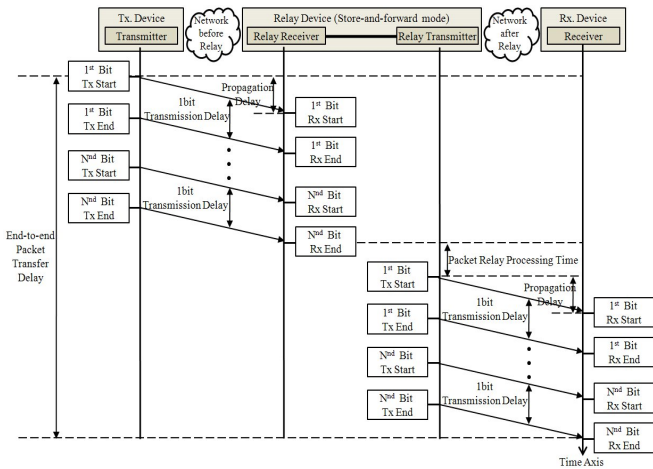 Tx. Device
Transmitter
Network
before
Relay
Relay Device (Store-and-forward mode)
Relay Receiver
Relay Transmitter
Network
after
Relay
Rx. Device
Receiver
1st Bit
Tx Start
Propagation
Delay
1st Bit
Rx Start
1bit
Transmission Delay
1st Bit
Tx End
1st Bit
Rx End
Nnd Bit
Tx Start
1bit
Transmission Delay
Nnd Bit
Rx Start
Nnd Bit
Tx End
Nnd Bit
Rx End
End-to-end
Packet
Transfer
Delay
Packet Relay Processing Time
1st Bit
Tx Start
Propagation
Delay
1st Bit
Rx Start
1bit
Transmission Delay
1st Bit
Tx End
1st Bit
Rx End
Nnd Bit
Tx Start
1bit
Transmission Delay
Nnd Bit
Rx Start
Nnd Bit
Tx End
Nnd Bit
Rx End
Time Axis